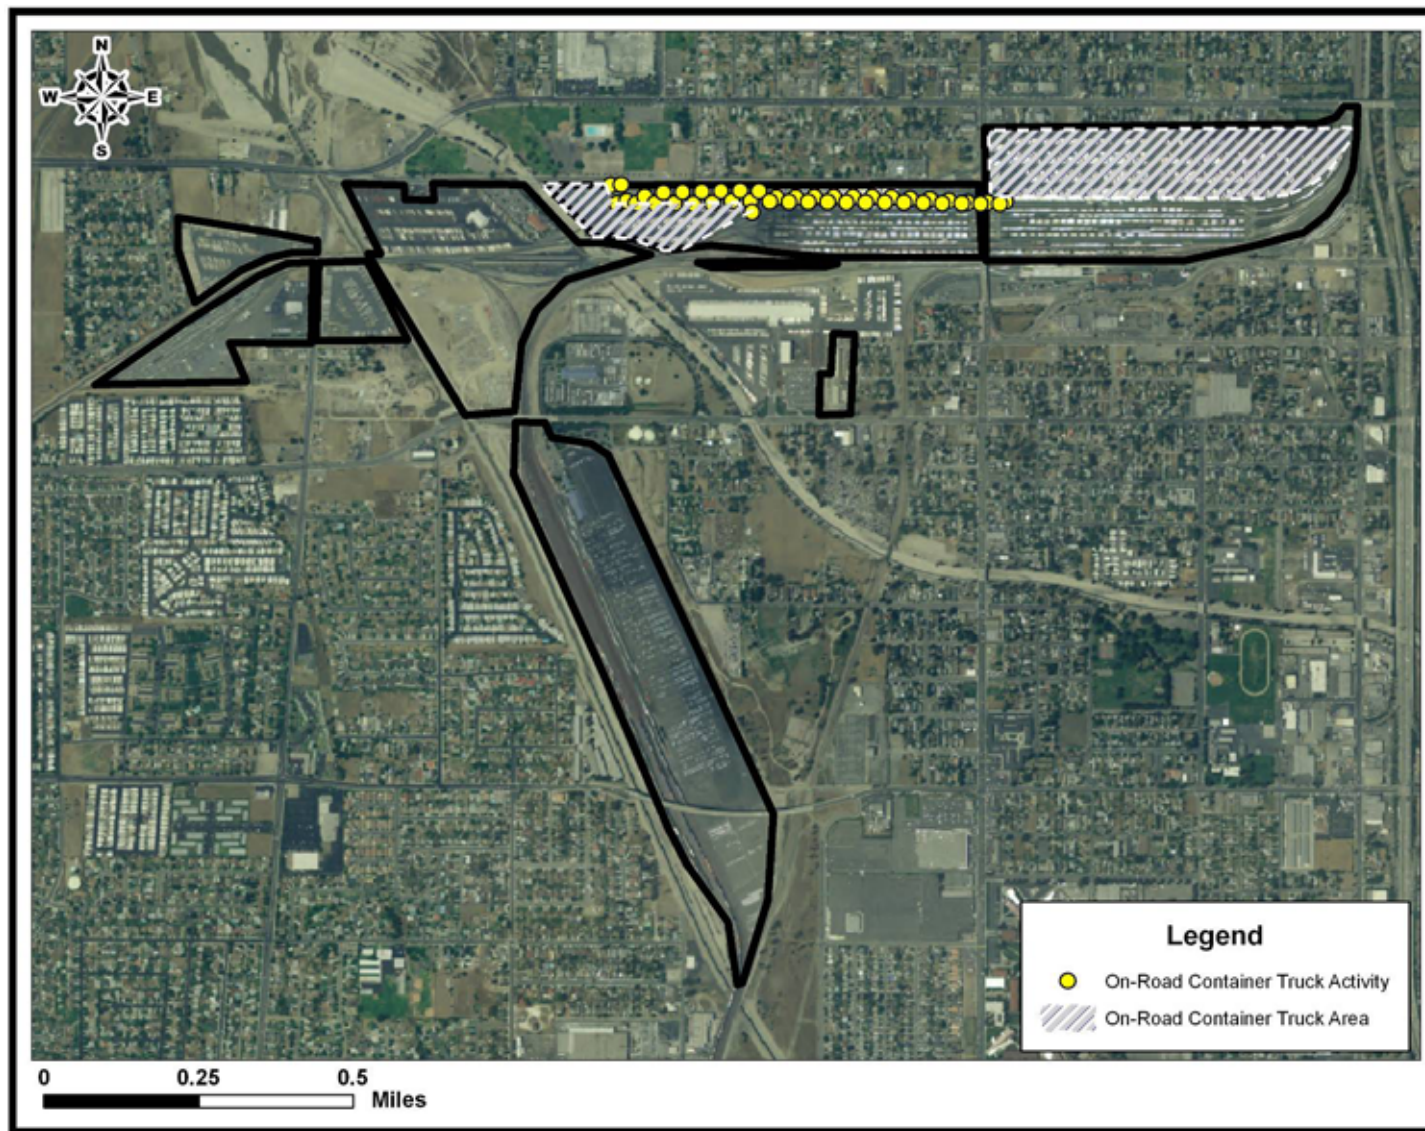 N
W E
S
Legend
On-Road Container Truck Activity
On-Road Container Truck Area
0 0.25 0.5
Miles